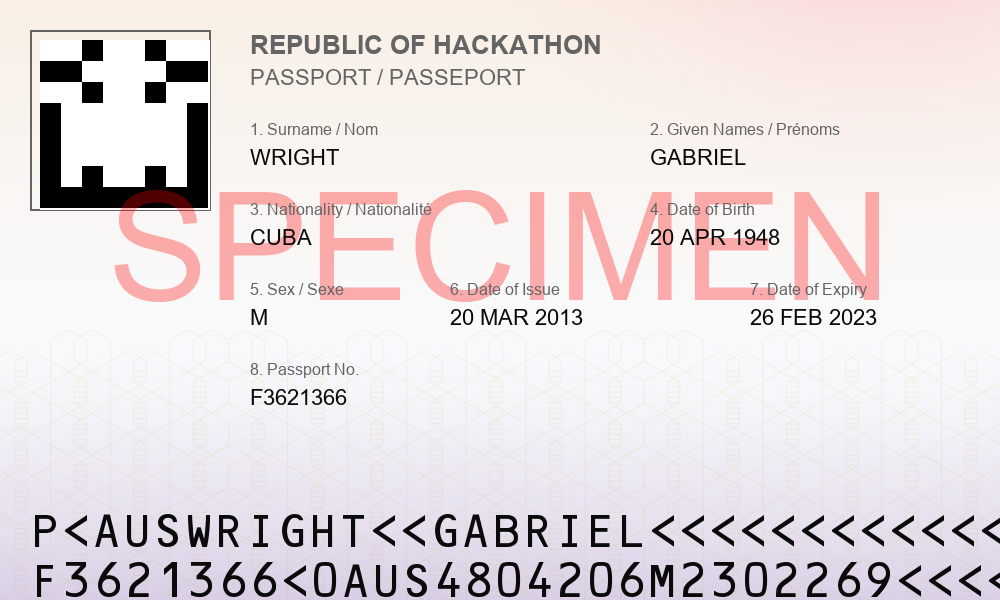 REPUBLIC OF HACKATHON
PASSPORT / PASSEPORT
1. Surname / Nom
WRIGHT
2. Given Names / Prénoms
GABRIEL
3. Nationality / Nationalité
CUBA
4. Date of Birth
20 APR 1948
SPECIMEN
5. Sex / Sexe
M
6. Date of Issue
20 MAR 2013
7. Date of Expiry
26 FEB 2023
8. Passport No.
F3621366
P<AUSWRIGHT<<GABRIEL<<<<<<<<<<<<
F3621366<0AUS4804206M2302269<<<<